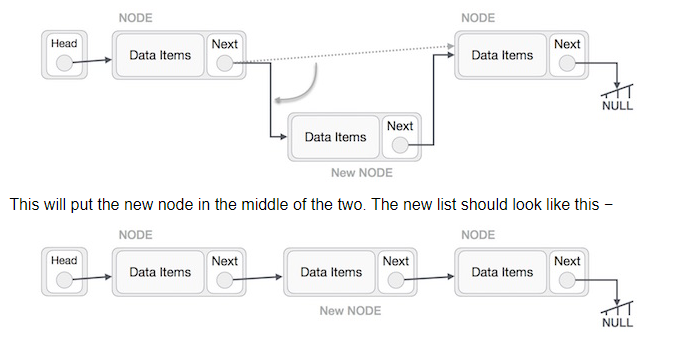 NODE NODE
Head Next Next
Data Items Data Items
NULL
Next
Data Items
New NODE
This will put the new node in the middle of the two. The new list should look like this −
NODE NODE
Head Next Next Next
Data Items Data Items Data Items
New NODE
NULL